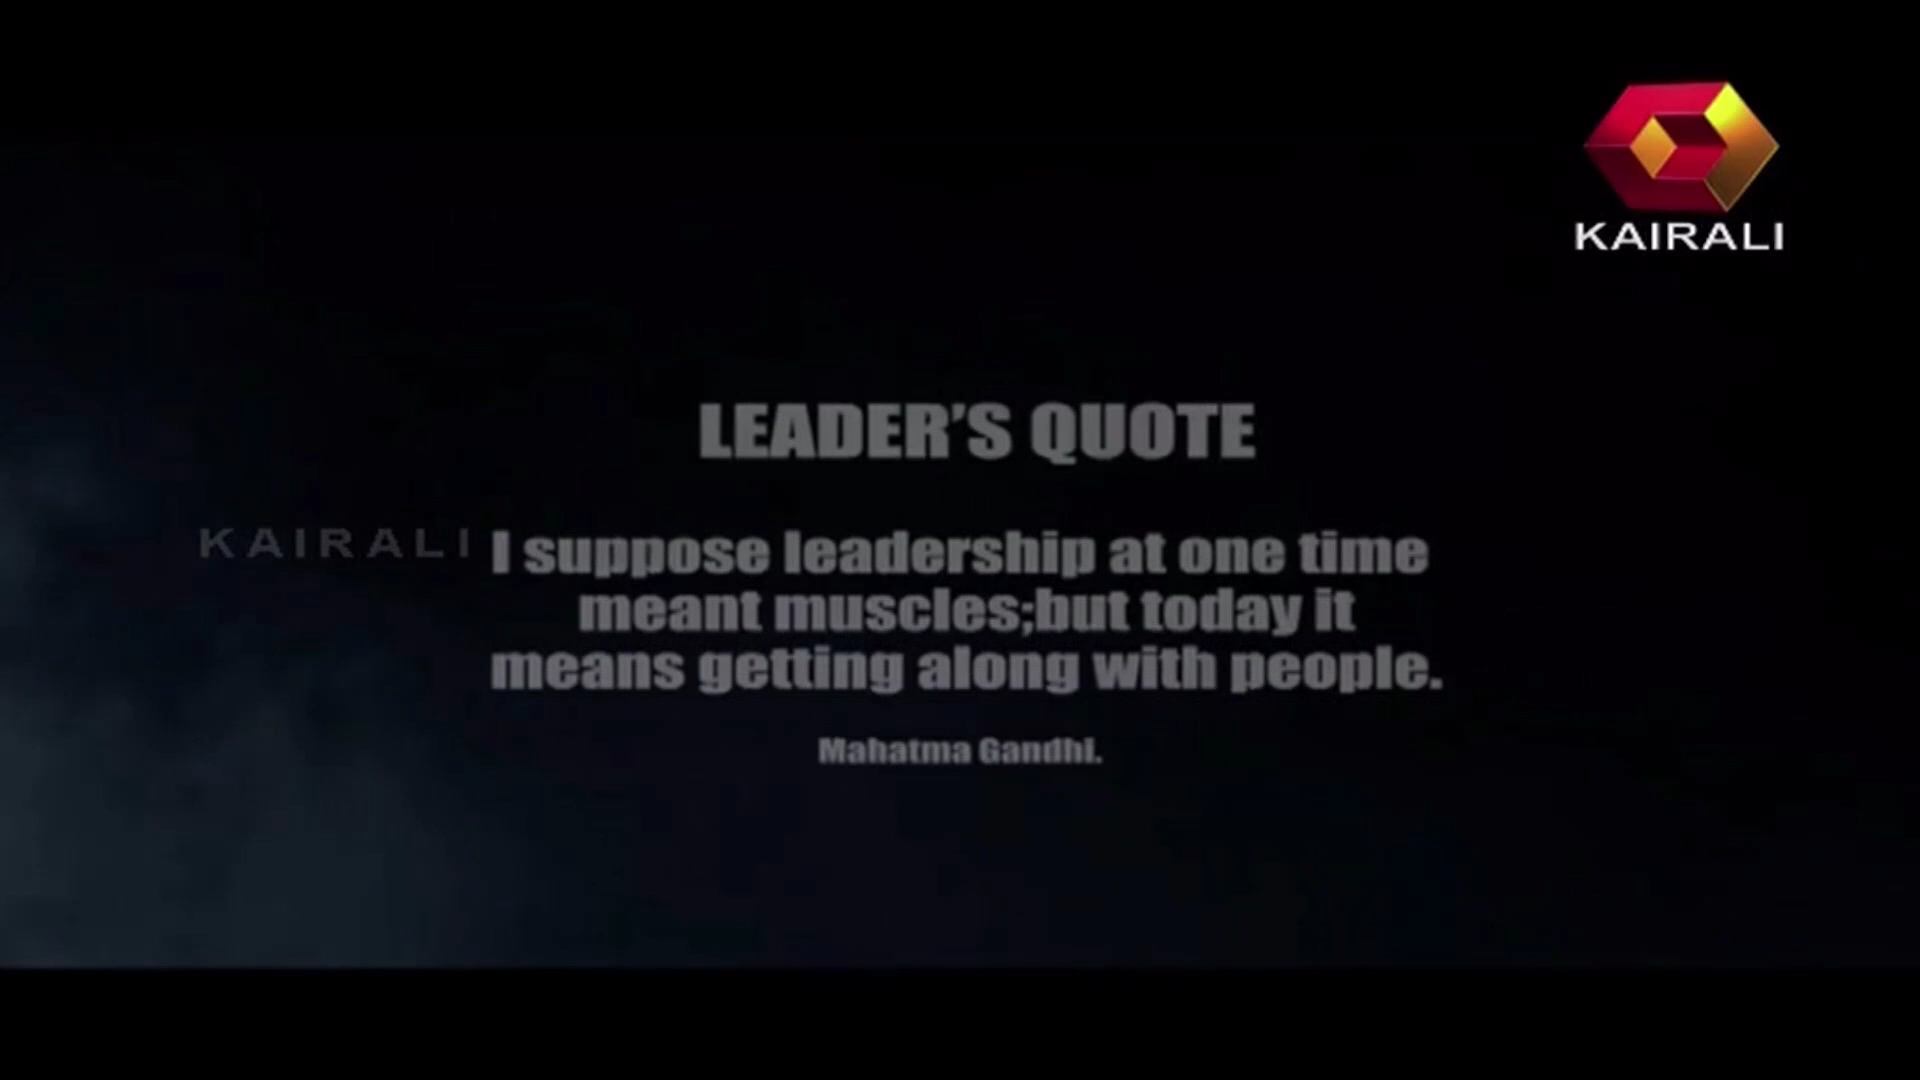 KAIRALI
LEADER’S QUOTE
KAIRALI
I suppose leadership at one time
meant muscles;but today it
means getting along with people.
Mahatma Gandhi.